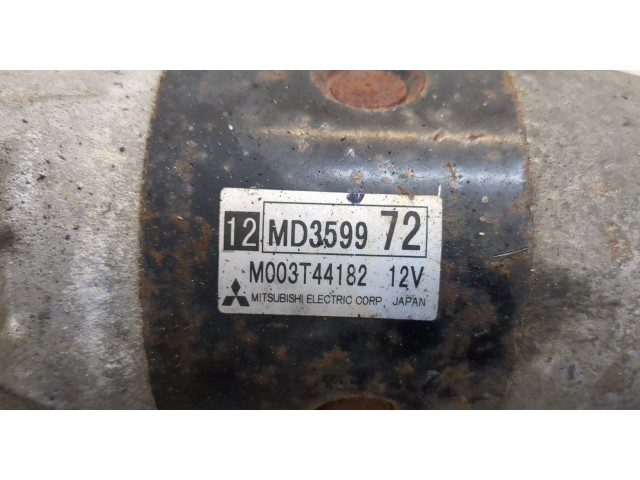 12 MD3599 72
M003T44182 12V
MITSUBISHI ELECTRIC CORP. JAPAN